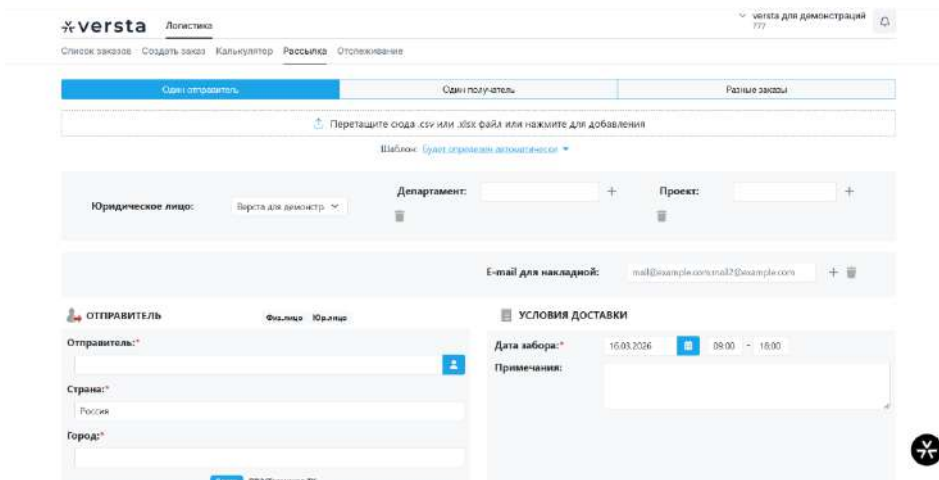 versta Логистика
versta для демонстраций
777
Список заказов Создать заказ Калькулятор Рассылка Отслеживание
Один отправитель Один получатель Разные заказы
Перетащите сюда .csv или .xlsx файл или нажмите для добавления
Шаблон: Будет определен автоматически
Юридическое лицо: Верста для демонстр Департамент: Проект:
E-mail для накладной: mail@example.com;mail2@example.com
ОТПРАВИТЕЛЬ Физ.лицо Юр.лицо
УСЛОВИЯ ДОСТАВКИ
Отправитель:*
Дата забора:* 16.03.2026 09:00 - 18:00
Примечания:
Страна:*
Россия
Город:*